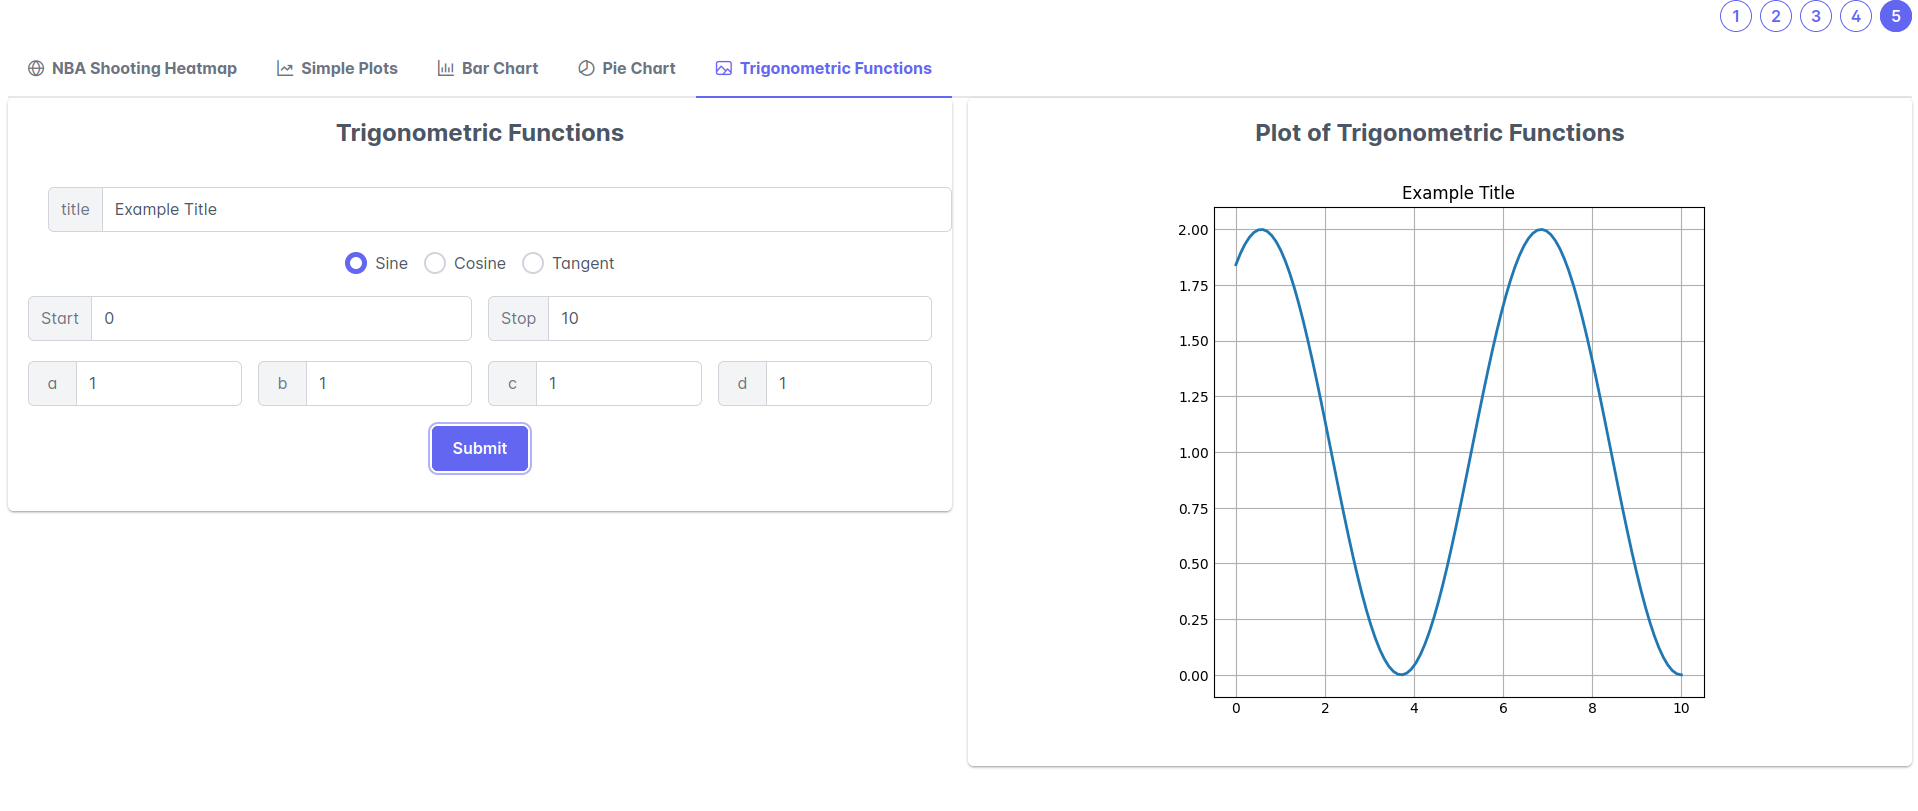 1 2 3 4 5
NBA Shooting Heatmap Simple Plots Bar Chart Pie Chart Trigonometric Functions
Trigonometric Functions
title Example Title
Sine Cosine Tangent
Start 0 Stop 10
a 1 b 1 c 1 d 1
Submit
Plot of Trigonometric Functions
Example Title
2.00
1.75
1.50
1.25
1.00
0.75
0.50
0.25
0.00
0 2 4 6 8 10